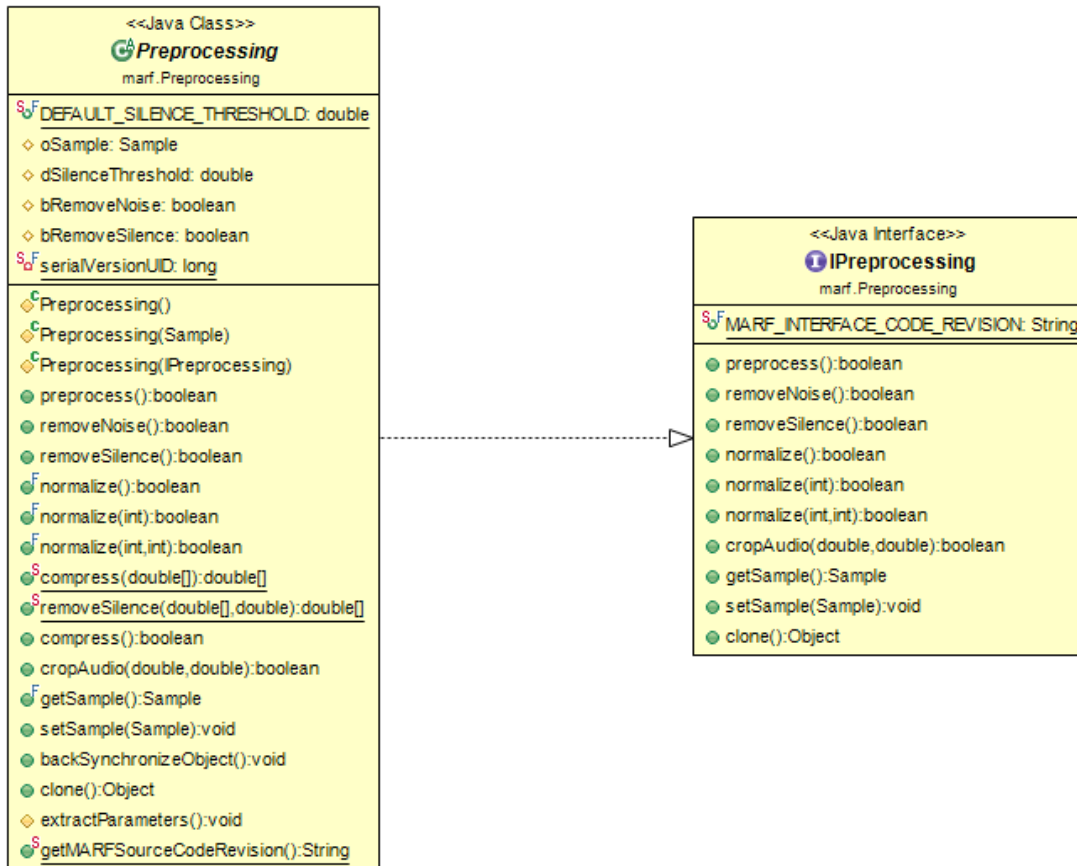 <<Java Class>>
Preprocessing
marf.Preprocessing
DEFAULT_SILENCE_THRESHOLD: double
oSample: Sample
dSilenceThreshold: double
bRemoveNoise: boolean
bRemoveSilence: boolean
serialVersionUID: long
Preprocessing()
Preprocessing(Sample)
Preprocessing(IPreprocessing)
preprocess():boolean
removeNoise():boolean
removeSilence():boolean
normalize():boolean
normalize(int):boolean
normalize(int,int):boolean
compress(double[]):double[]
removeSilence(double[],double):double[]
compress():boolean
cropAudio(double,double):boolean
getSample():Sample
setSample(Sample):void
backSynchronizeObject():void
clone():Object
extractParameters():void
getMARFSourceCodeRevision():String
<<Java Interface>>
IPreprocessing
marf.Preprocessing
MARF_INTERFACE_CODE_REVISION: String
preprocess():boolean
removeNoise():boolean
removeSilence():boolean
normalize():boolean
normalize(int):boolean
normalize(int,int):boolean
cropAudio(double,double):boolean
getSample():Sample
setSample(Sample):void
clone():Object